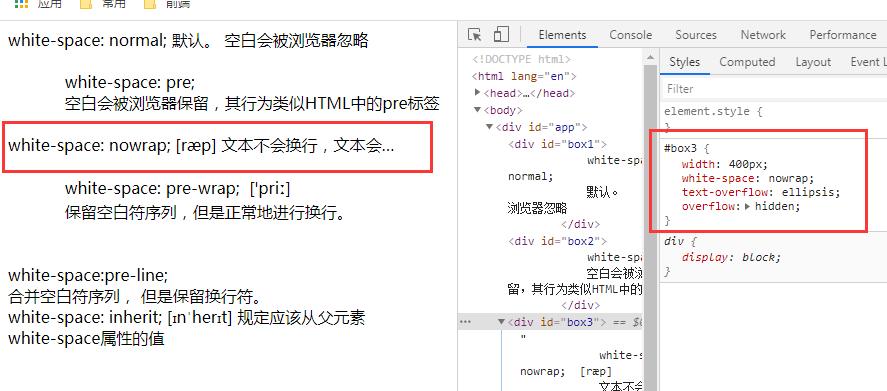 应用 常用 前端
white-space: normal; 默认。 空白会被浏览器忽略
white-space: pre;
空白会被浏览器保留，其行为类似HTML中的pre标签
white-space: nowrap; [ræp] 文本不会换行，文本会...
white-space: pre-wrap; ['priː]
保留空白符序列，但是正常地进行换行。
white-space:pre-line;
合并空白符序列， 但是保留换行符。
white-space: inherit; [ɪnˈherɪt] 规定应该从父元素
white-space属性的值
Elements Console Sources Network Performance
<!DOCTYPE html>
<html lang="en">
<head>…</head>
<body>
<div id="app">
<div id="box1">
white-s
normal;
默认。
浏览器忽略
</div>
<div id="box2">
white-s
空白会被浏
留，其行为类似HTML中的
</div>
<div id="box3"> ==
"
white-s
nowrap; [ræp]
文本不会
Styles Computed Layout Event L
Filter
element.style {
}
#box3 {
width: 400px;
white-space: nowrap;
text-overflow: ellipsis;
overflow: hidden;
}
div {
display: block;
}